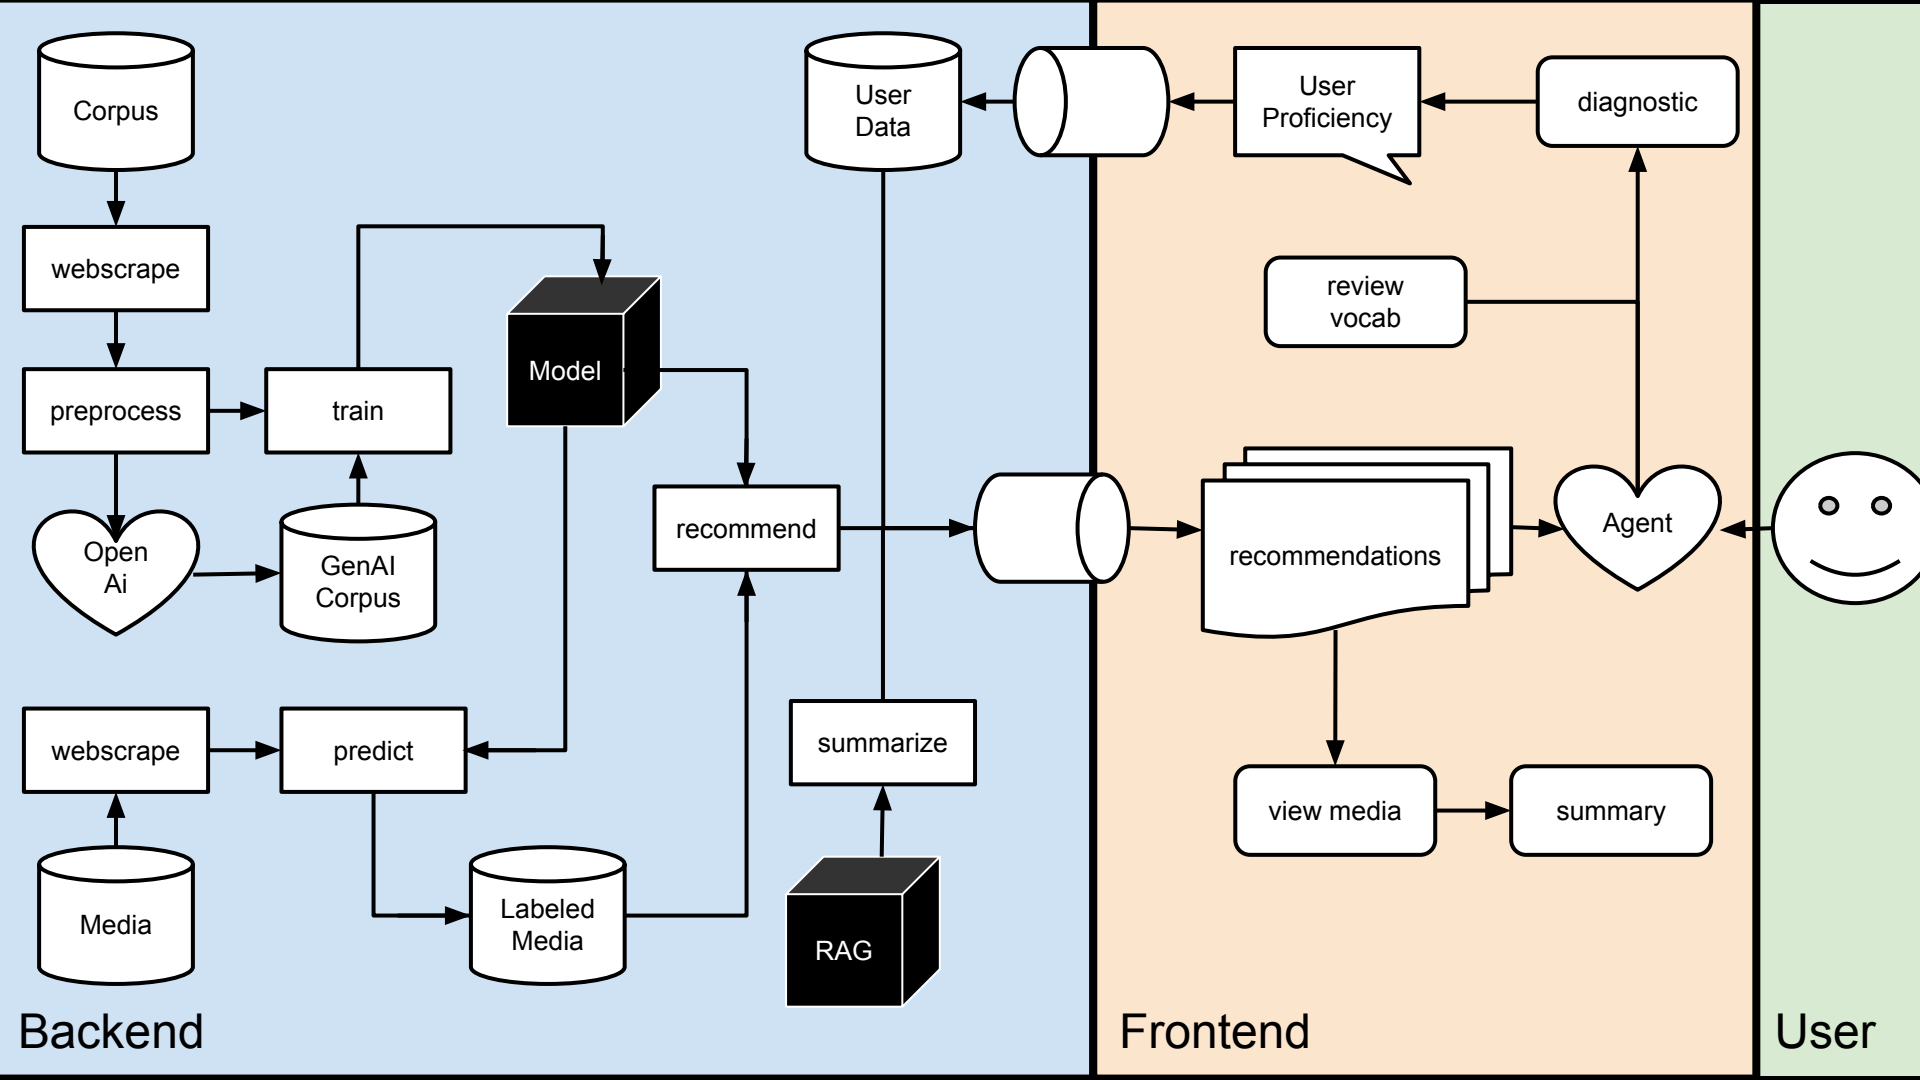 Corpus
User
Data
User
Proficiency
diagnostic
webscrape
review
vocab
Model
preprocess
train
recommend
recommendations
Agent
Open
Ai
GenAI
Corpus
webscrape
predict
summarize
view media
summary
Media
Labeled
Media
RAG
Backend
Frontend
User